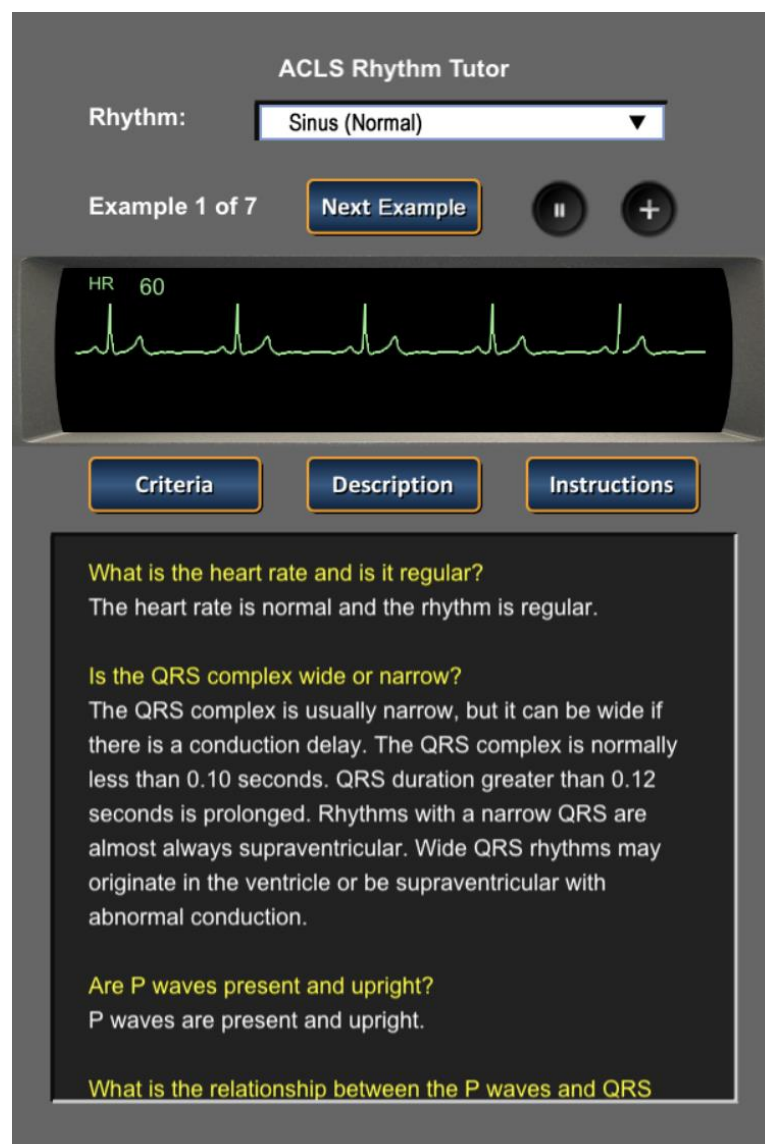 ACLS Rhythm Tutor
Rhythm:
Sinus (Normal)
Example 1 of 7
Next Example
HR 60
Criteria
Description
Instructions
What is the heart rate and is it regular?
The heart rate is normal and the rhythm is regular.
Is the QRS complex wide or narrow?
The QRS complex is usually narrow, but it can be wide if
there is a conduction delay. The QRS complex is normally
less than 0.10 seconds. QRS duration greater than 0.12
seconds is prolonged. Rhythms with a narrow QRS are
almost always supraventricular. Wide QRS rhythms may
originate in the ventricle or be supraventricular with
abnormal conduction.
Are P waves present and upright?
P waves are present and upright.
What is the relationship between the P waves and QRS